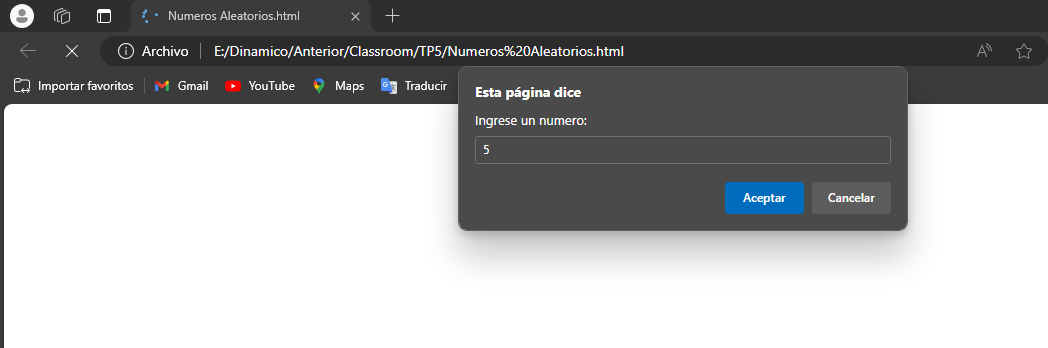 Numeros Aleatorios.html
Archivo E:/Dinamico/Anterior/Classroom/TP5/Numeros%20Aleatorios.html
Importar favoritos Gmail YouTube Maps Traducir
Esta página dice
Ingrese un numero:
5
Aceptar Cancelar